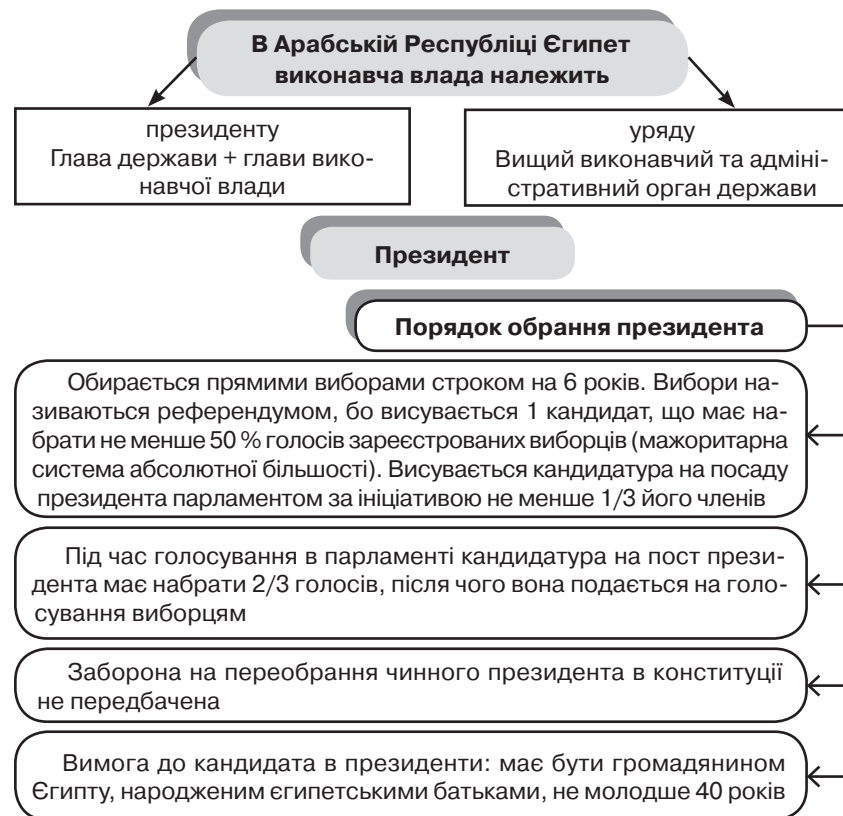 В Арабській Республіці Єгипет
виконавча влада належить
президенту
Глава держави + глави вико-
навчої влади
уряду
Вищий виконавчий та адміні-
стративний орган держави
Президент
Порядок обрання президента
Обирається прямими виборами строком на 6 років. Вибори на-
зиваються референдумом, бо висувається 1 кандидат, що має на-
брати не менше 50 % голосів зареєстрованих виборців (мажоритарна
система абсолютної більшості). Висувається кандидатура на посаду
президента парламентом за ініціативою не менше 1/3 його членів
Під час голосування в парламенті кандидатура на пост прези-
дента має набрати 2/3 голосів, після чого вона подається на голо-
сування виборцям
Заборона на переобрання чинного президента в конституції
не передбачена
Вимога до кандидата в президенти: має бути громадянином
Єгипту, народженим єгипетськими батьками, не молодше 40 років